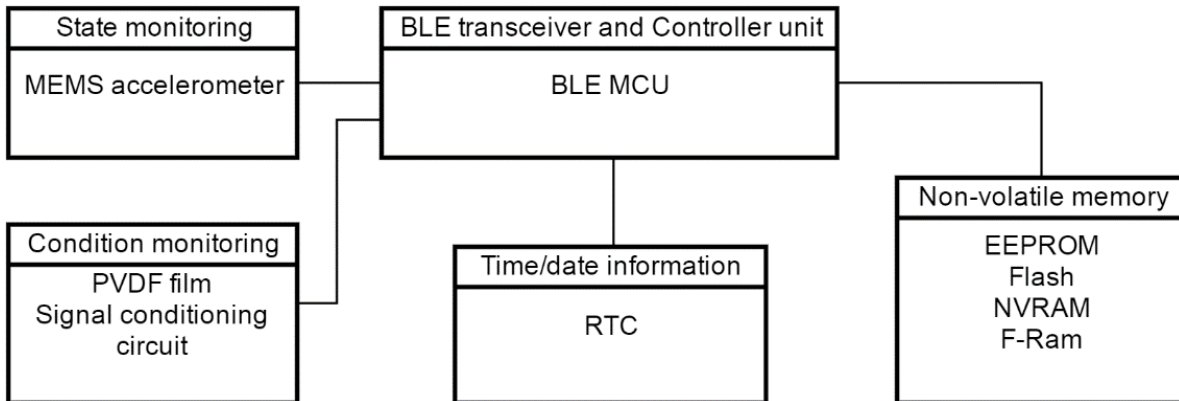 State monitoring
MEMS accelerometer
BLE transceiver and Controller unit
BLE MCU
Condition monitoring
PVDF film
Signal conditioning
circuit
Time/date information
RTC
Non-volatile memory
EEPROM
Flash
NVRAM
F-Ram